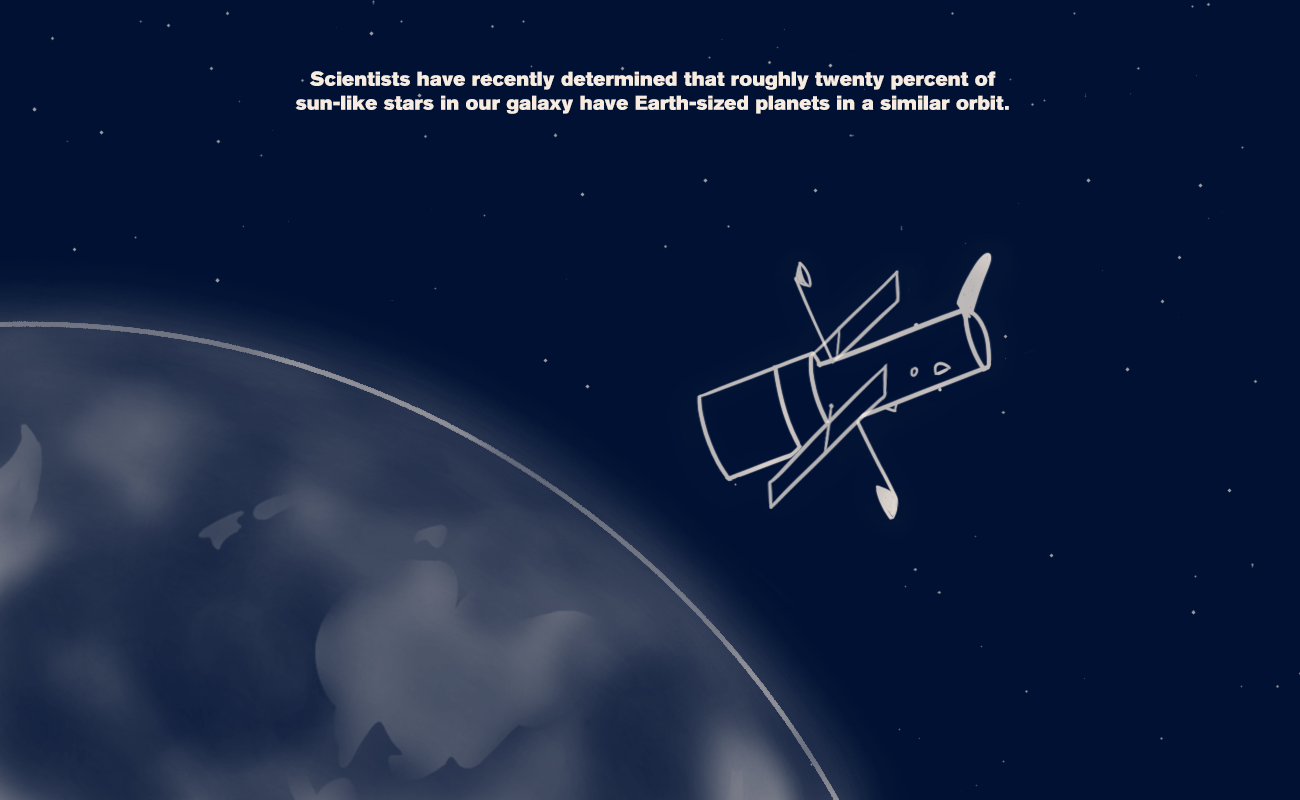 Scientists have recently determined that roughly twenty percent of
sun-like stars in our galaxy have Earth-sized planets in a similar orbit.